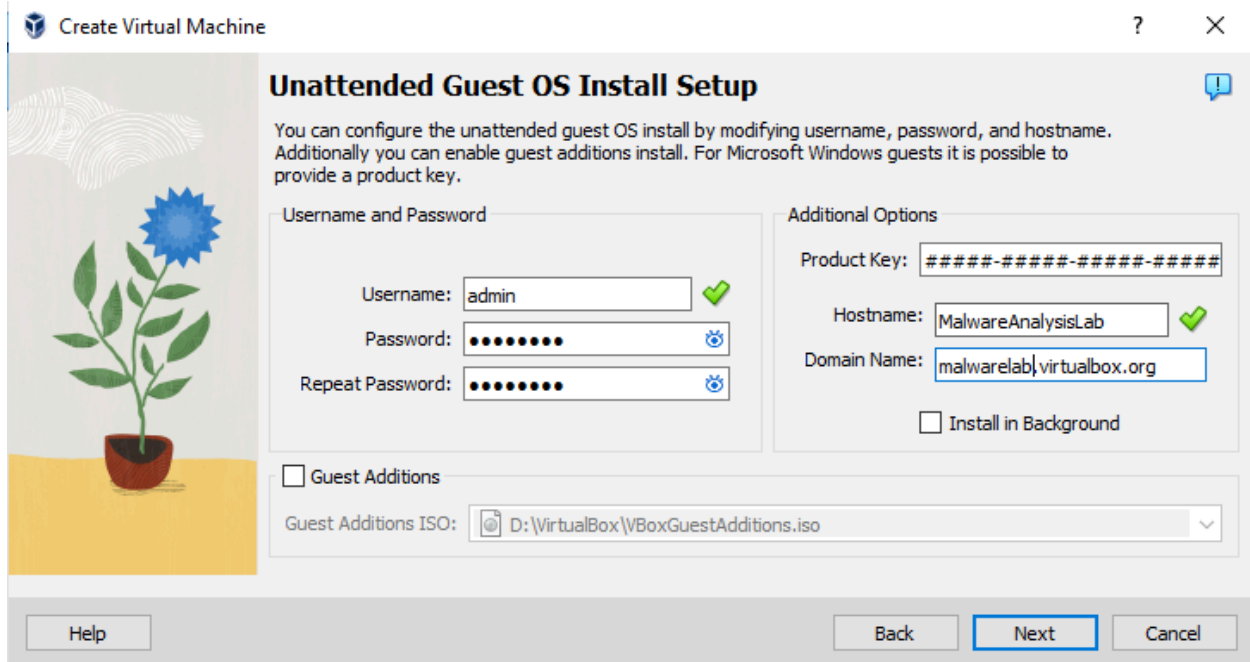 Create Virtual Machine
?
Unattended Guest OS Install Setup
You can configure the unattended guest OS install by modifying username, password, and hostname.
Additionally you can enable guest additions install. For Microsoft Windows guests it is possible to
provide a product key.
Username and Password
Username: admin
Password: ●●●●●●●●
Repeat Password: ●●●●●●●●
Additional Options
Product Key: #####-#####-#####-#####
Hostname: MalwareAnalysisLab
Domain Name: malwarelab.virtualbox.org
Install in Background
Guest Additions
Guest Additions ISO: D:\VirtualBox\VBoxGuestAdditions.iso
Help
Back
Next
Cancel